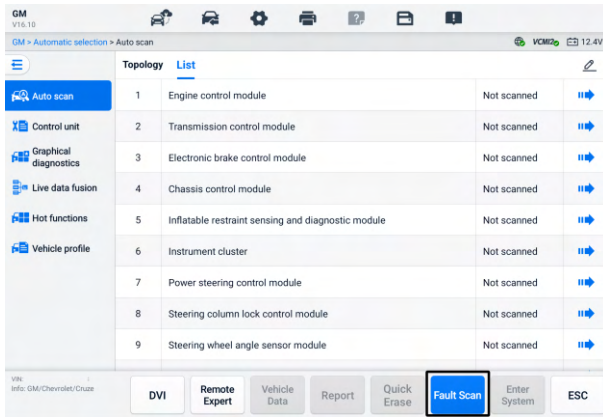 GM
V16.10
GM > Automatic selection > Auto scan
VCMI2
12.4V
Topology List
Auto scan
Control unit
Graphical
diagnostics
Live data fusion
Hot functions
Vehicle profile
1 Engine control module Not scanned
2 Transmission control module Not scanned
3 Electronic brake control module Not scanned
4 Chassis control module Not scanned
5 Inflatable restraint sensing and diagnostic module Not scanned
6 Instrument cluster Not scanned
7 Power steering control module Not scanned
8 Steering column lock control module Not scanned
9 Steering wheel angle sensor module Not scanned
VIN:
Info: GM/Chevrolet/Cruze
DVI
Remote
Expert
Vehicle
Data
Report
Quick
Erase
Fault Scan
Enter
System
ESC